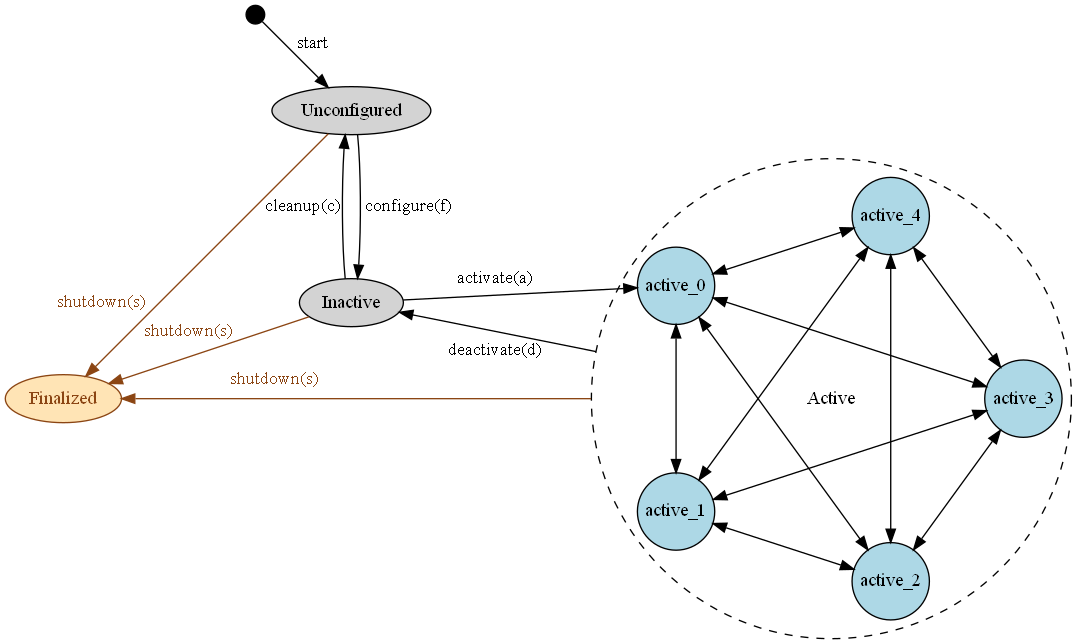 start
Unconfigured
cleanup(c)
configure(f)
active_4
activate(a)
active_0
Inactive
shutdown(s)
shutdown(s)
deactivate(d)
shutdown(s)
Finalized
Active
active_3
active_1
active_2